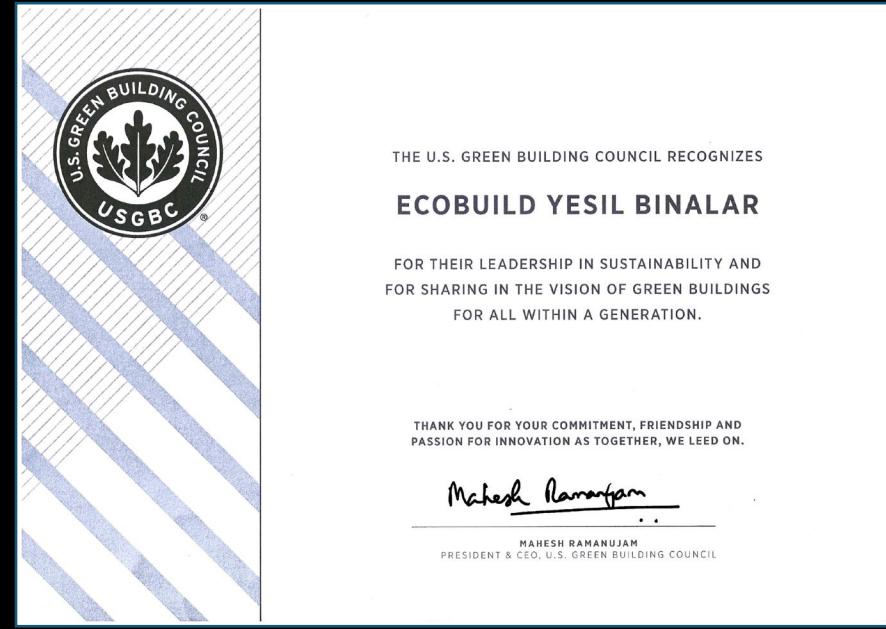 U.S. GREEN BUILDING COUNCIL
USGBC
®
THE U.S. GREEN BUILDING COUNCIL RECOGNIZES
ECOBUILD YESIL BINALAR
FOR THEIR LEADERSHIP IN SUSTAINABILITY AND
FOR SHARING IN THE VISION OF GREEN BUILDINGS
FOR ALL WITHIN A GENERATION.
THANK YOU FOR YOUR COMMITMENT, FRIENDSHIP AND
PASSION FOR INNOVATION AS TOGETHER, WE LEED ON.
Mahesh Ramanujam
MAHESH RAMANUJAM
PRESIDENT & CEO, U.S. GREEN BUILDING COUNCIL